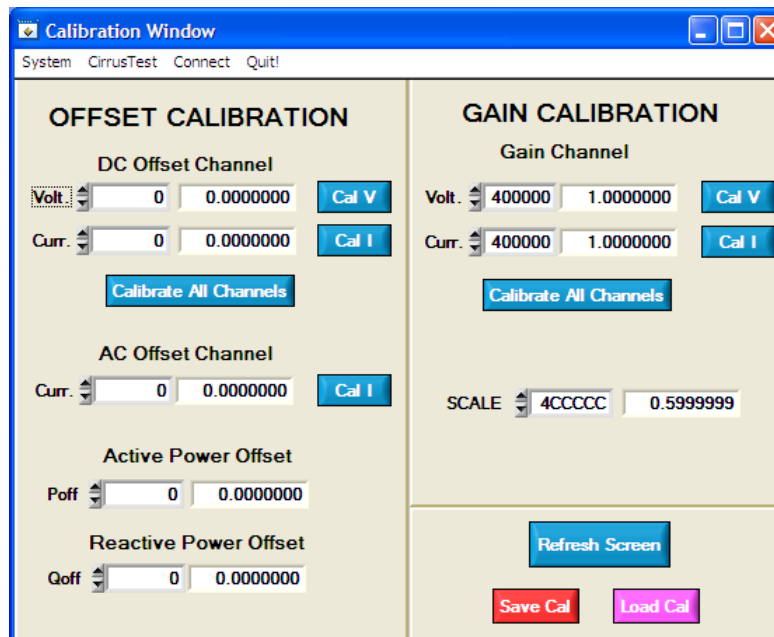 Calibration Window
System CirrusTest Connect Quit!
OFFSET CALIBRATION
DC Offset Channel
Volt. 0 0.0000000 Cal V
Curr. 0 0.0000000 Cal I
Calibrate All Channels
AC Offset Channel
Curr. 0 0.0000000 Cal I
Active Power Offset
Poff 0 0.0000000
Reactive Power Offset
Qoff 0 0.0000000
GAIN CALIBRATION
Gain Channel
Volt. 400000 1.0000000 Cal V
Curr. 400000 1.0000000 Cal I
Calibrate All Channels
SCALE 4CCCCC 0.5999999
Refresh Screen
Save Cal Load Cal